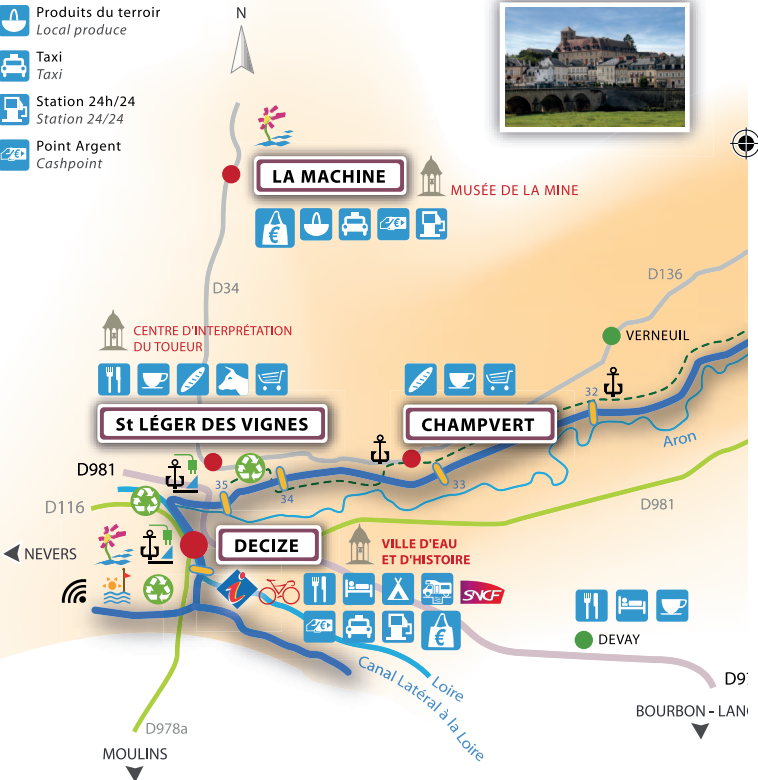 Produits du terroir
Local produce
Taxi
Taxi
Station 24h/24
Station 24/24
Point Argent
Cashpoint
N
LA MACHINE
MUSÉE DE LA MINE
€
D34
D136
CENTRE D'INTERPRÉTATION
DU TOUEUR
VERNEUIL
32
St LÉGER DES VIGNES
CHAMPVERT
Aron
D981
35
34
33
D116
D981
NEVERS
DECIZE
VILLE D'EAU
ET D'HISTOIRE
i
SNCF
€
DEVAY
Loire
Canal Latéral à la Loire
D97
BOURBON - LANC
D978a
MOULINS